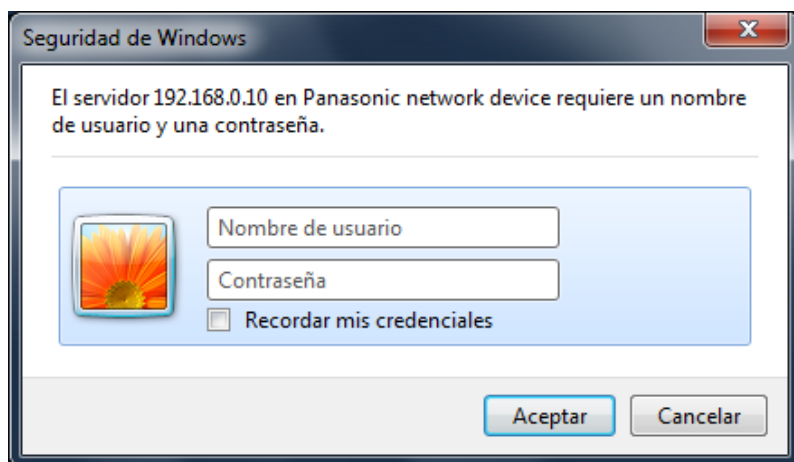 Seguridad de Windows
El servidor 192.168.0.10 en Panasonic network device requiere un nombre
de usuario y una contraseña.
Nombre de usuario
Contraseña
Recordar mis credenciales
Aceptar
Cancelar